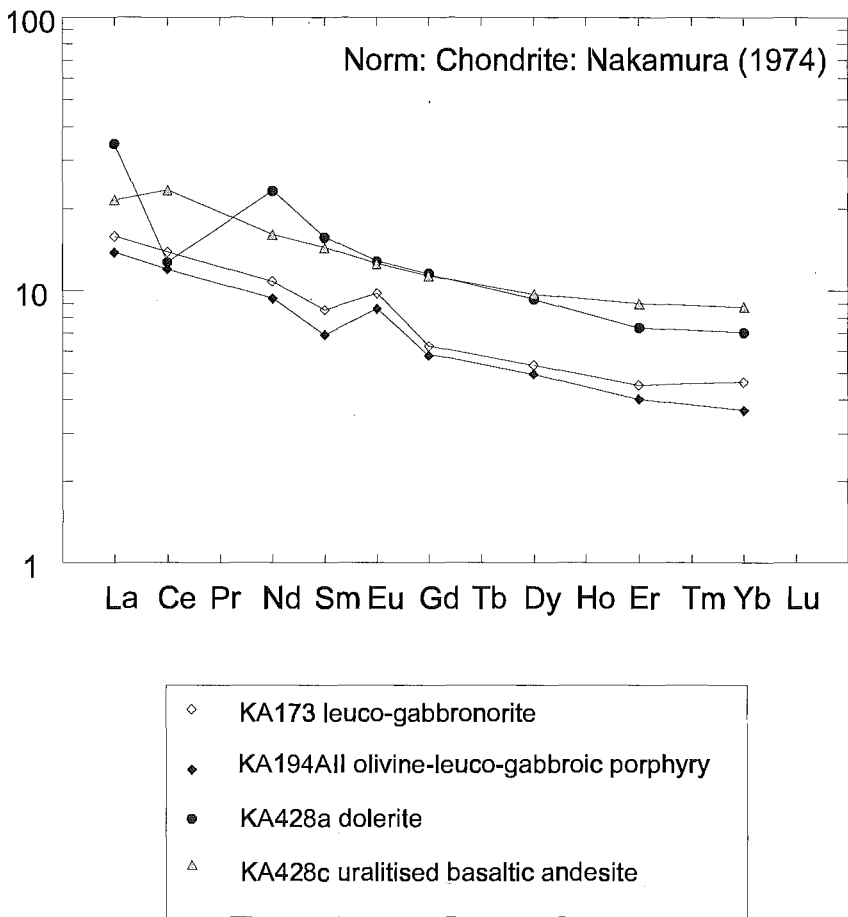 100
Norm: Chondrite: Nakamura (1974)
10
1
La Ce Pr Nd Sm Eu Gd Tb Dy Ho Er Tm Yb Lu
KA173 leuco-gabbronorite
KA194AII olivine-leuco-gabbroic porphyry
KA428a dolerite
KA428c uralitised basaltic andesite